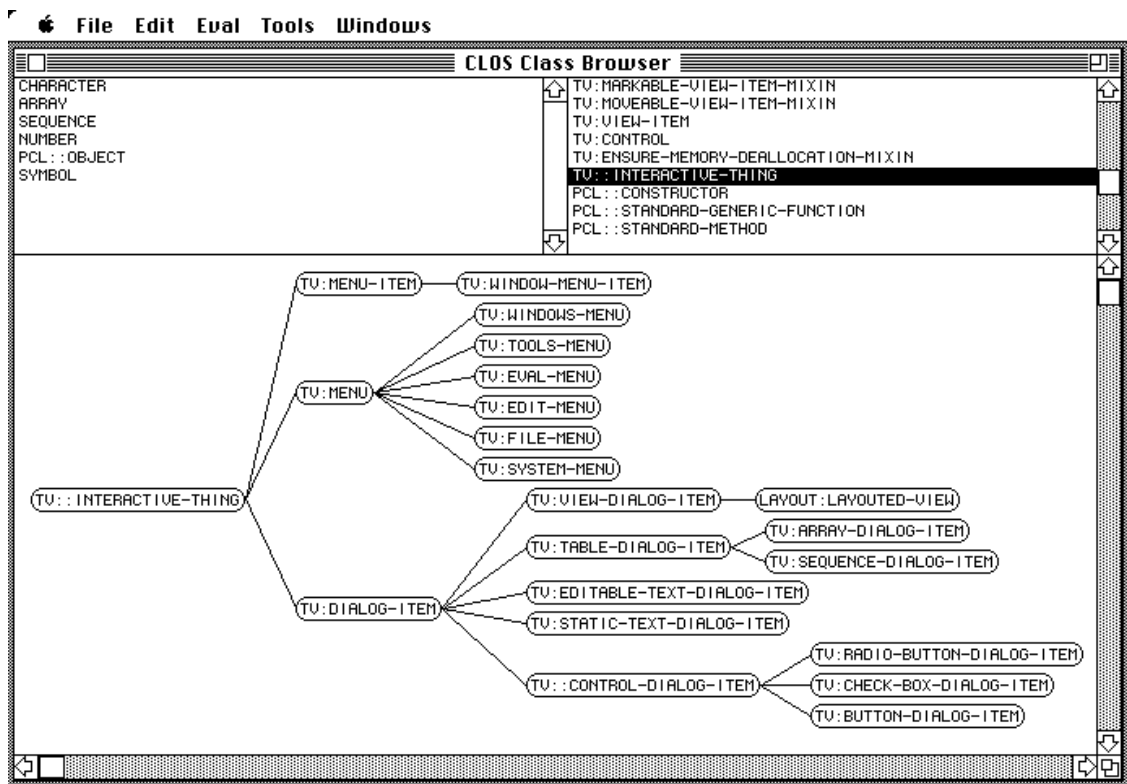 File Edit Eval Tools Windows
CLOS Class Browser
CHARACTER
ARRAY
SEQUENCE
NUMBER
PCL::OBJECT
SYMBOL
TV:MARKABLE-VIEW-ITEM-MIXIN
TV:MOVEABLE-VIEW-ITEM-MIXIN
TV:VIEW-ITEM
TV:CONTROL
TV:ENSURE-MEMORY-DEALLOCATION-MIXIN
TV::INTERACTIVE-THING
PCL::CONSTRUCTOR
PCL::STANDARD-GENERIC-FUNCTION
PCL::STANDARD-METHOD
TV:MENU-ITEM TV:WINDOW-MENU-ITEM
TV:WINDOWS-MENU
TV:TOOLS-MENU
TV:EVAL-MENU
TV:MENU
TV:EDIT-MENU
TV:FILE-MENU
TV:SYSTEM-MENU
TV::INTERACTIVE-THING
TV:VIEW-DIALOG-ITEM LAYOUT:LAYOUTED-VIEW
TV:ARRAY-DIALOG-ITEM
TV:TABLE-DIALOG-ITEM
TV:SEQUENCE-DIALOG-ITEM
TV:EDITABLE-TEXT-DIALOG-ITEM
TV:DIALOG-ITEM
TV:STATIC-TEXT-DIALOG-ITEM
TV:RADIO-BUTTON-DIALOG-ITEM
TV::CONTROL-DIALOG-ITEM TV:CHECK-BOX-DIALOG-ITEM
TV:BUTTON-DIALOG-ITEM